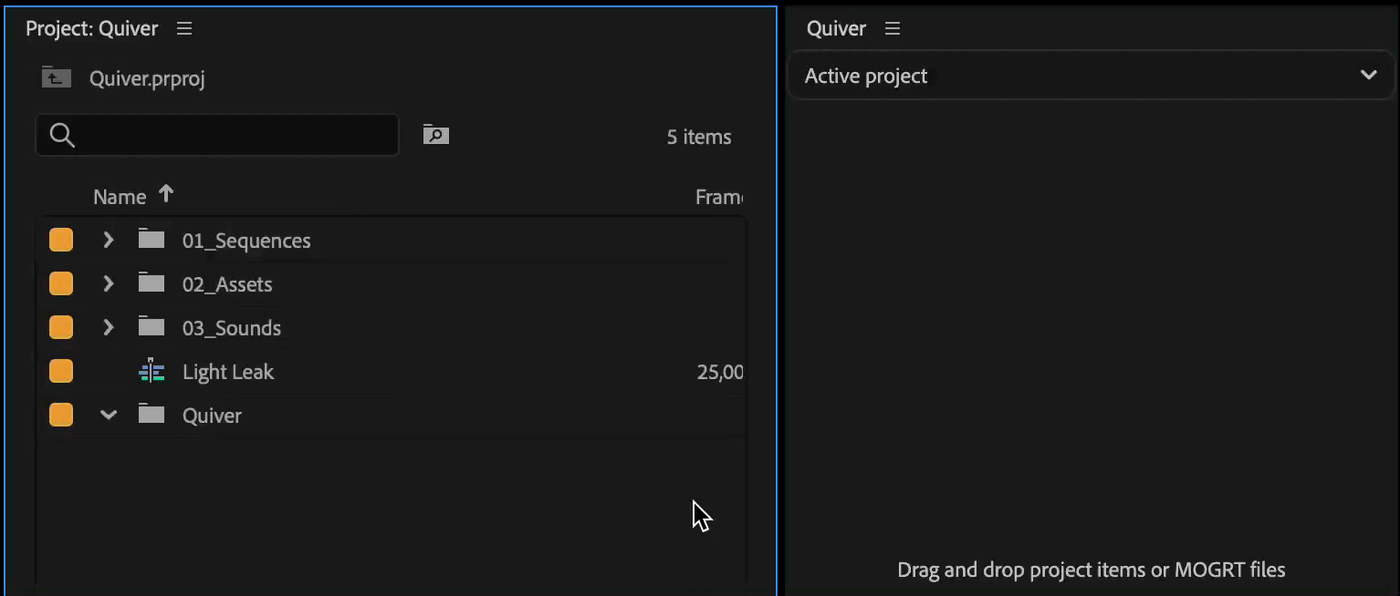 Project: Quiver
Quiver.prproj
5 items
Name
Fram
01_Sequences
02_Assets
03_Sounds
Light Leak 25,00
Quiver
Quiver
Active project
Drag and drop project items or MOGRT files